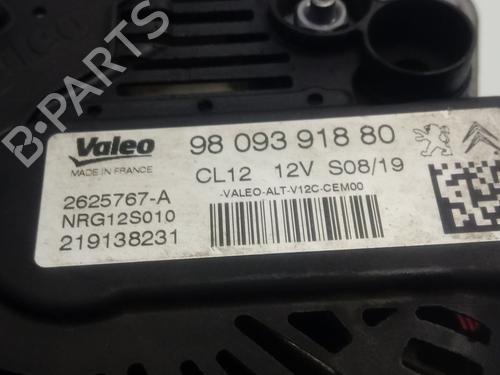 Valeo
MADE IN FRANCE
98 093 918 80
CL12 12V S08/19
-VALEO-ALT-V12C-CEM00
2625767-A
NRG12S010
219138231
B-PARTS